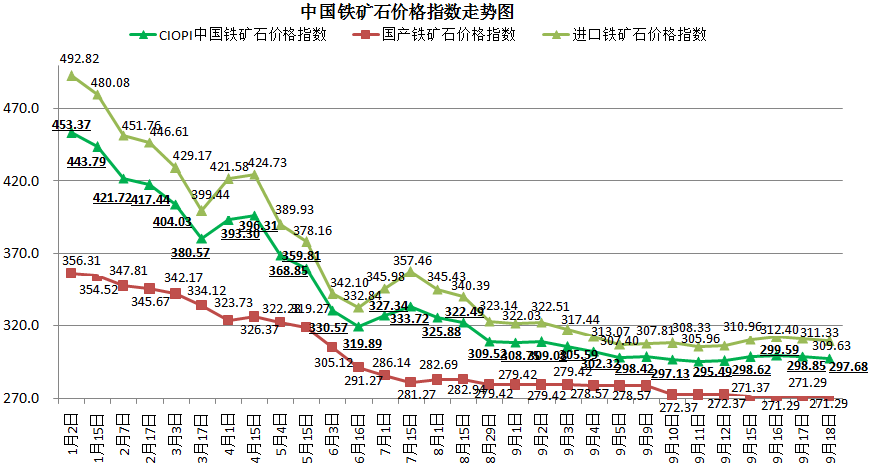 中国铁矿石价格指数走势图
CIOPI中国铁矿石价格指数 国产铁矿石价格指数 进口铁矿石价格指数
470.0
420.0
370.0
320.0
270.0
492.82 480.08 451.76 446.61 429.17 399.44 421.58 424.73 389.93 378.16 342.10 332.84 345.98 357.46 345.43 340.39 323.14 322.03 322.51 317.44 313.07 307.40 307.81 308.33 305.96 310.96 312.40 311.33 309.63
453.37 443.79 421.72 417.44 404.03 380.57 393.30 396.31 368.85 359.81 330.57 319.89 327.34 333.72 325.88 322.49 309.53 308.75 309.08 305.59 302.32 298.42 297.13 295.49 298.62 299.59 298.85 297.68
356.31 354.52 347.81 345.67 342.17 334.12 323.73 326.37 322.28 319.27 305.12 291.27 286.14 281.27 282.69 282.94 279.42 279.42 279.42 279.42 278.57 278.57 272.37 272.37 271.37 271.29 271.29 271.29
1月2日 1月15日 2月7日 2月17日 3月3日 3月17日 4月1日 4月15日 5月4日 5月15日 6月3日 6月16日 7月1日 7月15日 8月1日 8月15日 8月29日 9月1日 9月2日 9月3日 9月4日 9月5日 9月9日 9月10日 9月11日 9月12日 9月15日 9月16日 9月17日 9月18日